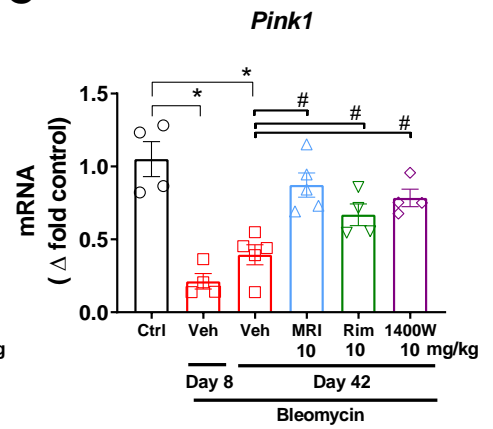 Pink1
mRNA
( Δ fold control)
1.5
1.0
0.5
0.0
*
*
#
#
#
Ctrl Veh Veh MRI Rim 1400W
10 10 10 mg/kg
Day 8 Day 42
Bleomycin